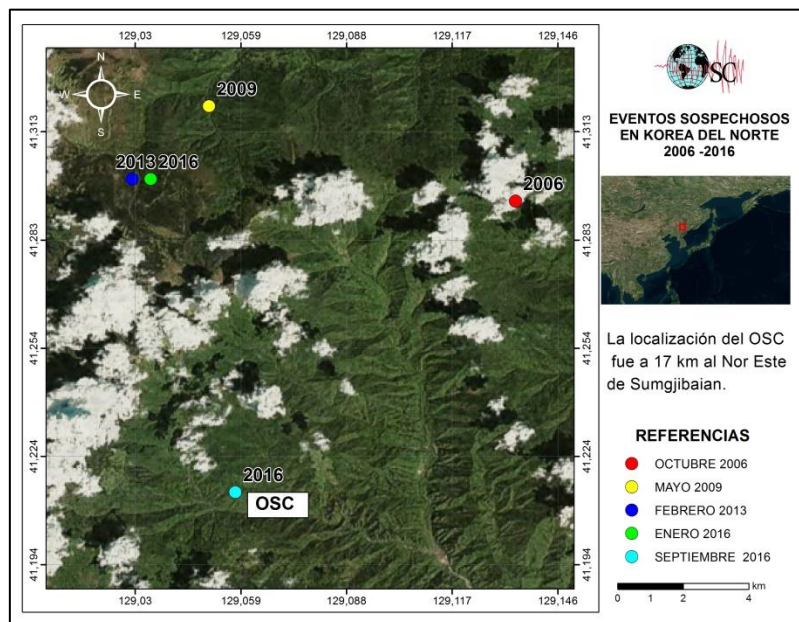 129,03 129,059 129,088 129,117 129,146
N
W E
S
2009
41,313 41,313
2013 2016
2006
41,283 41,283
41,254 41,254
41,224 41,224
2016
OSC
41,194 41,194
129,03 129,059 129,088 129,117 129,146
OSC
EVENTOS SOSPECHOSOS
EN KOREA DEL NORTE
2006 -2016
La localización del OSC
fue a 17 km al Nor Este
de Sumgjibaian.
REFERENCIAS
OCTUBRE 2006
MAYO 2009
FEBRERO 2013
ENERO 2016
SEPTIEMBRE 2016
km
0 2 4